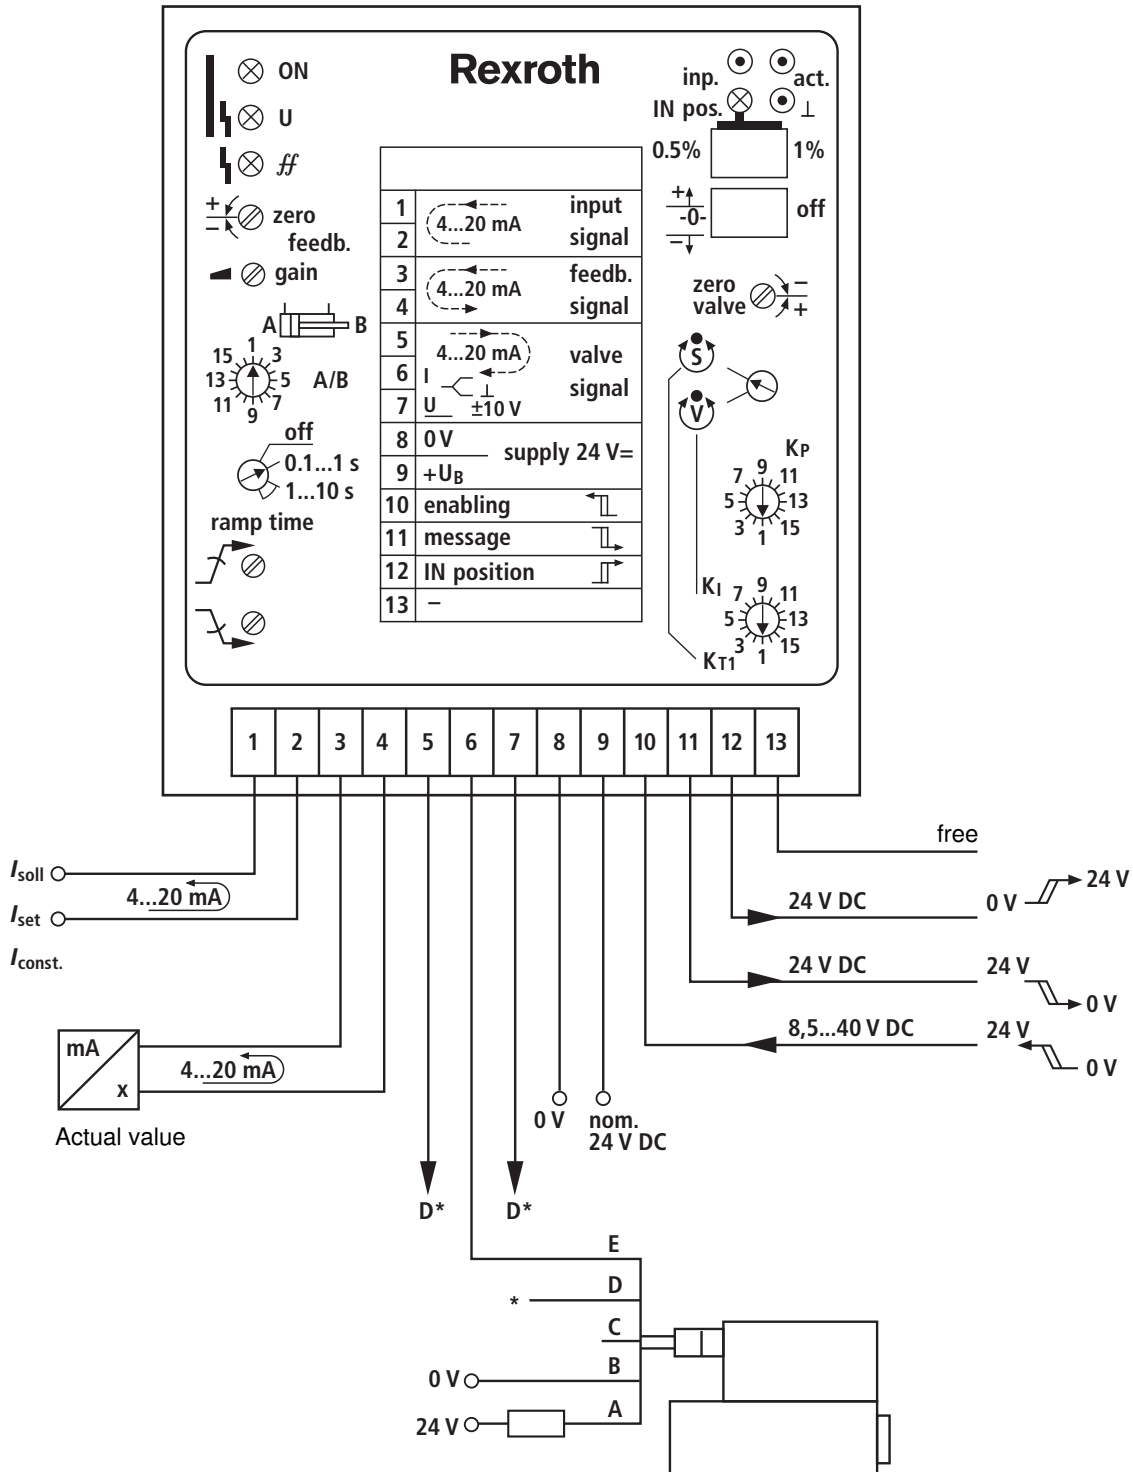 Rexroth
ON
U
zero
feedb.
gain
A B
1
15 3
13 5
11 7
9
A/B
off
0.1...1 s
1...10 s
ramp time
1 4...20 mA input
2 signal
3 4...20 mA feedb.
4 signal
5 4...20 mA valve
6 I ⊥ signal
7 U ±10 V
8 0 V supply 24 V=
9 +UB
10 enabling
11 message
12 IN position
13 –
inp. act.
IN pos. ⊥
0.5% 1%
+
-0- off
–
zero
valve
–
+
S
V
KP
9
7 11
5 13
3 15
1
KI
9
7 11
5 13
3 15
1
KT1
1 2 3 4 5 6 7 8 9 10 11 12 13
Isoll
4...20 mA
Iset
Iconst.
mA
x
4...20 mA
Actual value
free
24 V DC 0 V 24 V
24 V DC 24 V 0 V
8,5...40 V DC 24 V 0 V
0 V
nom.
24 V DC
D* D*
E
* D
C
0 V B
24 V A